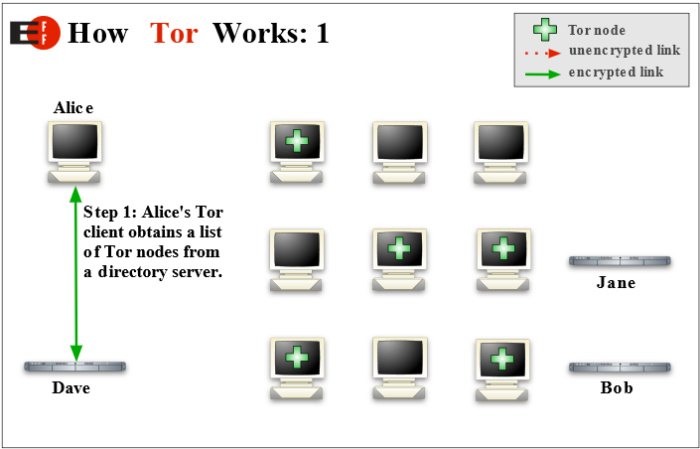 EFF How Tor Works: 1
Tor node
unencrypted link
encrypted link
Alice
Step 1: Alice's Tor
client obtains a list
of Tor nodes from
a directory server.
Jane
Dave
Bob